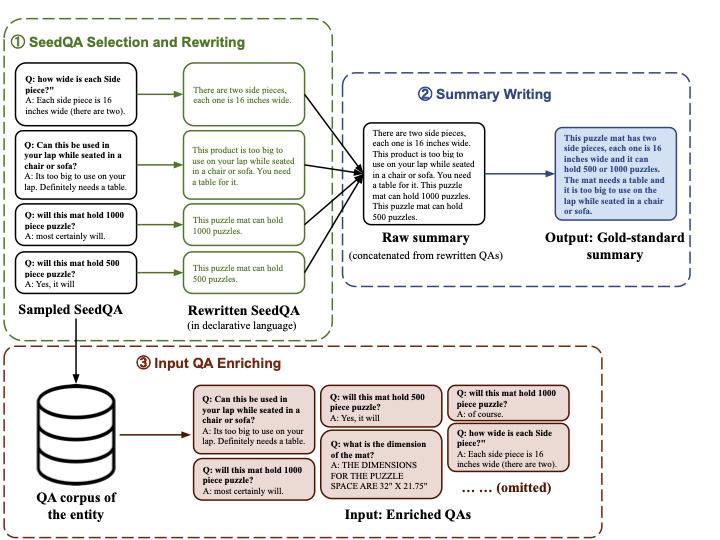 ① SeedQA Selection and Rewriting
Q: how wide is each Side
piece?"
A: Each side piece is 16
inches wide (there are two).
Q: Can this be used in
your lap while seated in a
chair or sofa?
A: Its too big to use on your
lap. Definitely needs a table.
Q: will this mat hold 1000
piece puzzle?
A: most certainly will.
Q: will this mat hold 500
piece puzzle?
A: Yes, it will
Sampled SeedQA
There are two side pieces,
each one is 16 inches wide.
This product is too big to
use on your lap while seated
in a chair or sofa. You need
a table for it.
This puzzle mat can hold
1000 puzzles.
This puzzle mat can hold
500 puzzles.
Rewritten SeedQA
(in declarative language)
② Summary Writing
There are two side pieces,
each one is 16 inches wide.
This product is too big to
use on your lap while seated
in a chair or sofa. You need
a table for it. This puzzle
mat can hold 1000 puzzles.
This puzzle mat can hold
500 puzzles.
Raw summary
(concatenated from rewritten QAs)
This puzzle mat has two
side pieces, each one is 16
inches wide and it can
hold 500 or 1000 puzzles.
The mat needs a table and
it is too big to use on the
lap while seated in a chair
or sofa.
Output: Gold-standard
summary
③ Input QA Enriching
QA corpus of
the entity
Q: Can this be used in
your lap while seated in a
chair or sofa?
A: Its too big to use on your
lap. Definitely needs a table.
Q: will this mat hold 1000
piece puzzle?
A: most certainly will.
Q: will this mat hold 500
piece puzzle?
A: Yes, it will
Q: what is the dimension
of the mat?
A: THE DIMENSIONS
FOR THE PUZZLE
SPACE ARE 32" X 21.75"
Q: will this mat hold 1000
piece puzzle?
A: of course.
Q: how wide is each Side
piece?"
A: Each side piece is 16
inches wide (there are two).
... ... (omitted)
Input: Enriched QAs